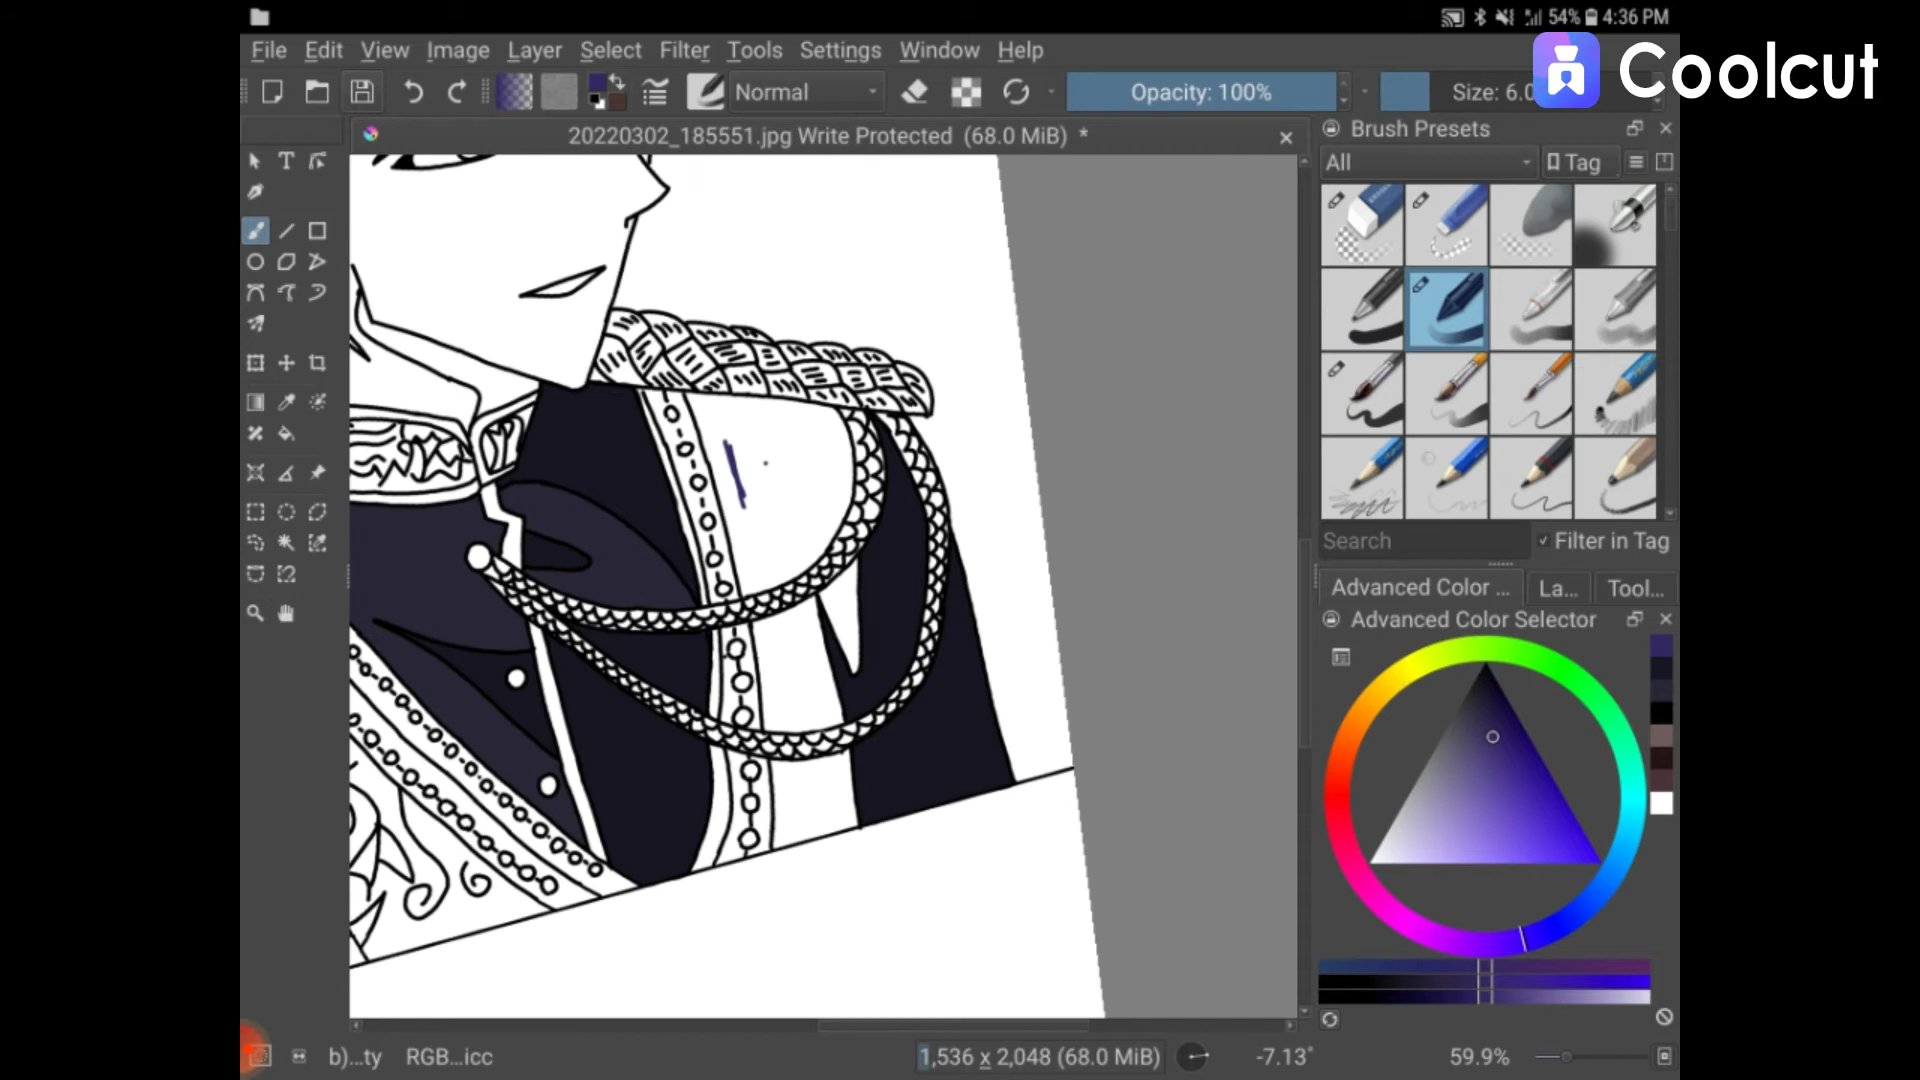 54% 4:36 PM
File Edit View Image Layer Select Filter Tools Settings Window Help
Coolcut
Normal
Opacity: 100%
Size: 6.0
20220302_185551.jpg Write Protected (68.0 MiB) *
Brush Presets
All
Tag
Search
Filter in Tag
Advanced Color ... La... Tool...
Advanced Color Selector
b)...ty RGB...icc
1,536 x 2,048 (68.0 MiB)
-7.13°
59.9%